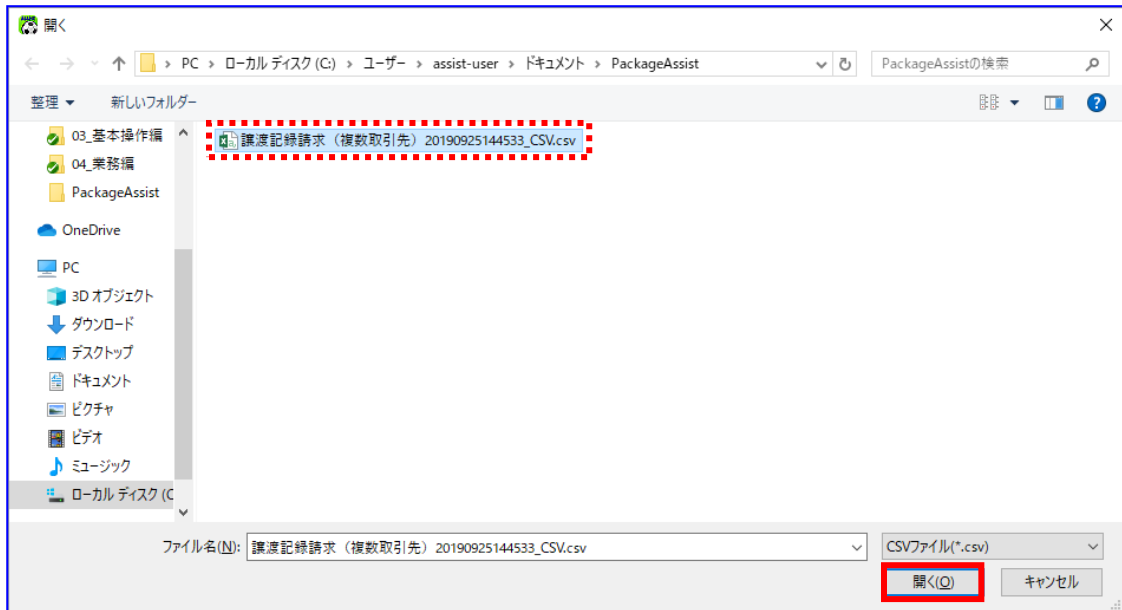 開く
PC › ローカル ディスク (C:) › ユーザー › assist-user › ドキュメント › PackageAssist
PackageAssistの検索
整理 新しいフォルダー
03_基本操作編
04_業務編
PackageAssist
OneDrive
PC
3D オブジェクト
ダウンロード
デスクトップ
ドキュメント
ピクチャ
ビデオ
ミュージック
ローカル ディスク (C
譲渡記録請求（複数取引先）20190925144533_CSV.csv
ファイル名(N): 譲渡記録請求（複数取引先）20190925144533_CSV.csv
CSVファイル(*.csv)
開く(O) キャンセル